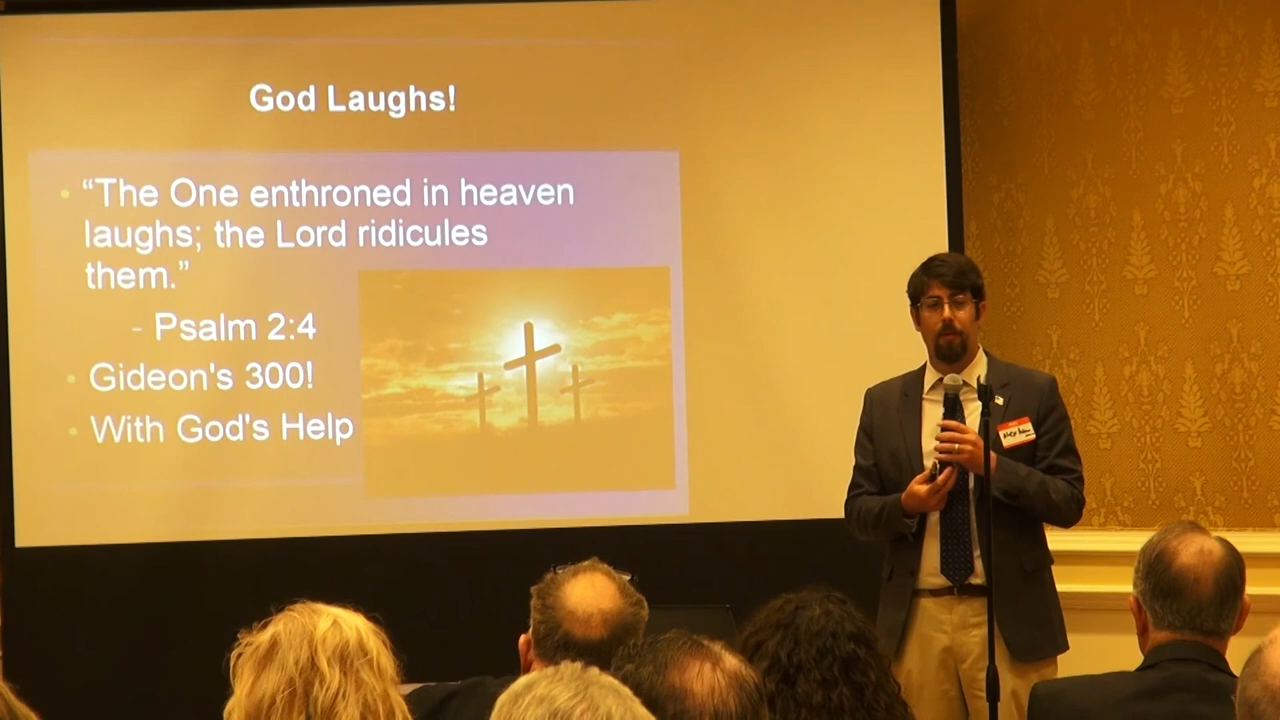 God Laughs!
“The One enthroned in heaven
laughs; the Lord ridicules
them.”
- Psalm 2:4
Gideon's 300!
With God's Help